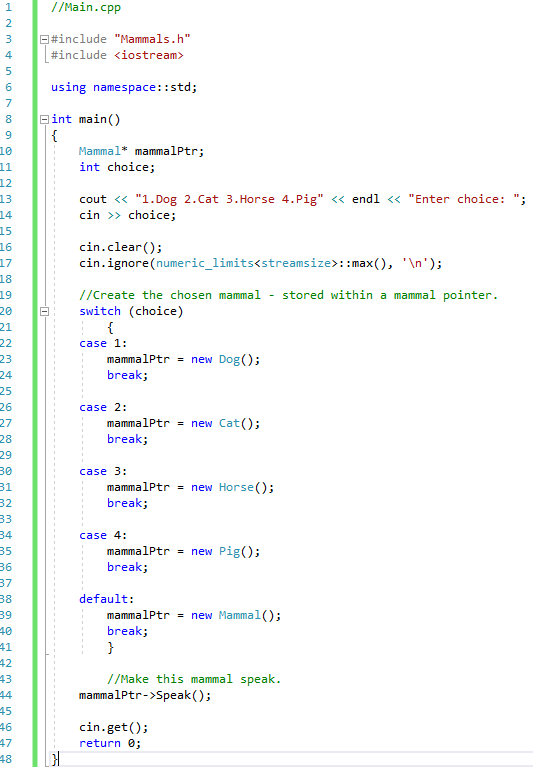 1 //Main.cpp
2
3 #include "Mammals.h"
4 #include <iostream>
5
6 using namespace::std;
7
8 int main()
9 {
10 Mammal* mammalPtr;
11 int choice;
12
13 cout << "1.Dog 2.Cat 3.Horse 4.Pig" << endl << "Enter choice: ";
14 cin >> choice;
15
16 cin.clear();
17 cin.ignore(numeric_limits<streamsize>::max(), '\n');
18
19 //Create the chosen mammal - stored within a mammal pointer.
20 switch (choice)
21 {
22 case 1:
23 mammalPtr = new Dog();
24 break;
25
26 case 2:
27 mammalPtr = new Cat();
28 break;
29
30 case 3:
31 mammalPtr = new Horse();
32 break;
33
34 case 4:
35 mammalPtr = new Pig();
36 break;
37
38 default:
39 mammalPtr = new Mammal();
40 break;
41 }
42
43 //Make this mammal speak.
44 mammalPtr->Speak();
45
46 cin.get();
47 return 0;
48 }